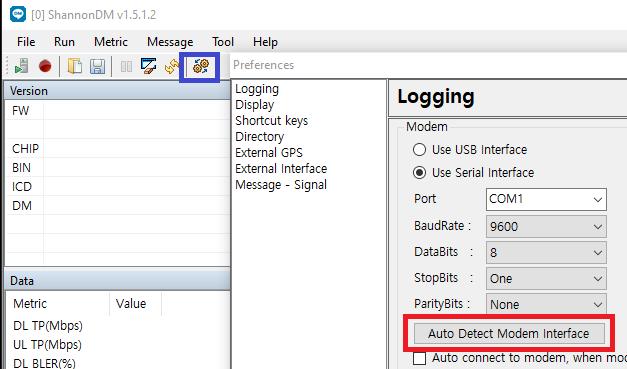 [0] ShannonDM v1.5.1.2
File Run Metric Message Tool Help
Preferences
Version
FW
CHIP
BIN
ICD
DM
Data
Metric Value
DL TP(Mbps)
UL TP(Mbps)
DL BLER(%)
Logging
Display
Shortcut keys
Directory
External GPS
External Interface
Message - Signal
Logging
Modem
Use USB Interface
Use Serial Interface
Port COM1
BaudRate : 9600
DataBits : 8
StopBits : One
ParityBits : None
Auto Detect Modem Interface
Auto connect to modem, when mo